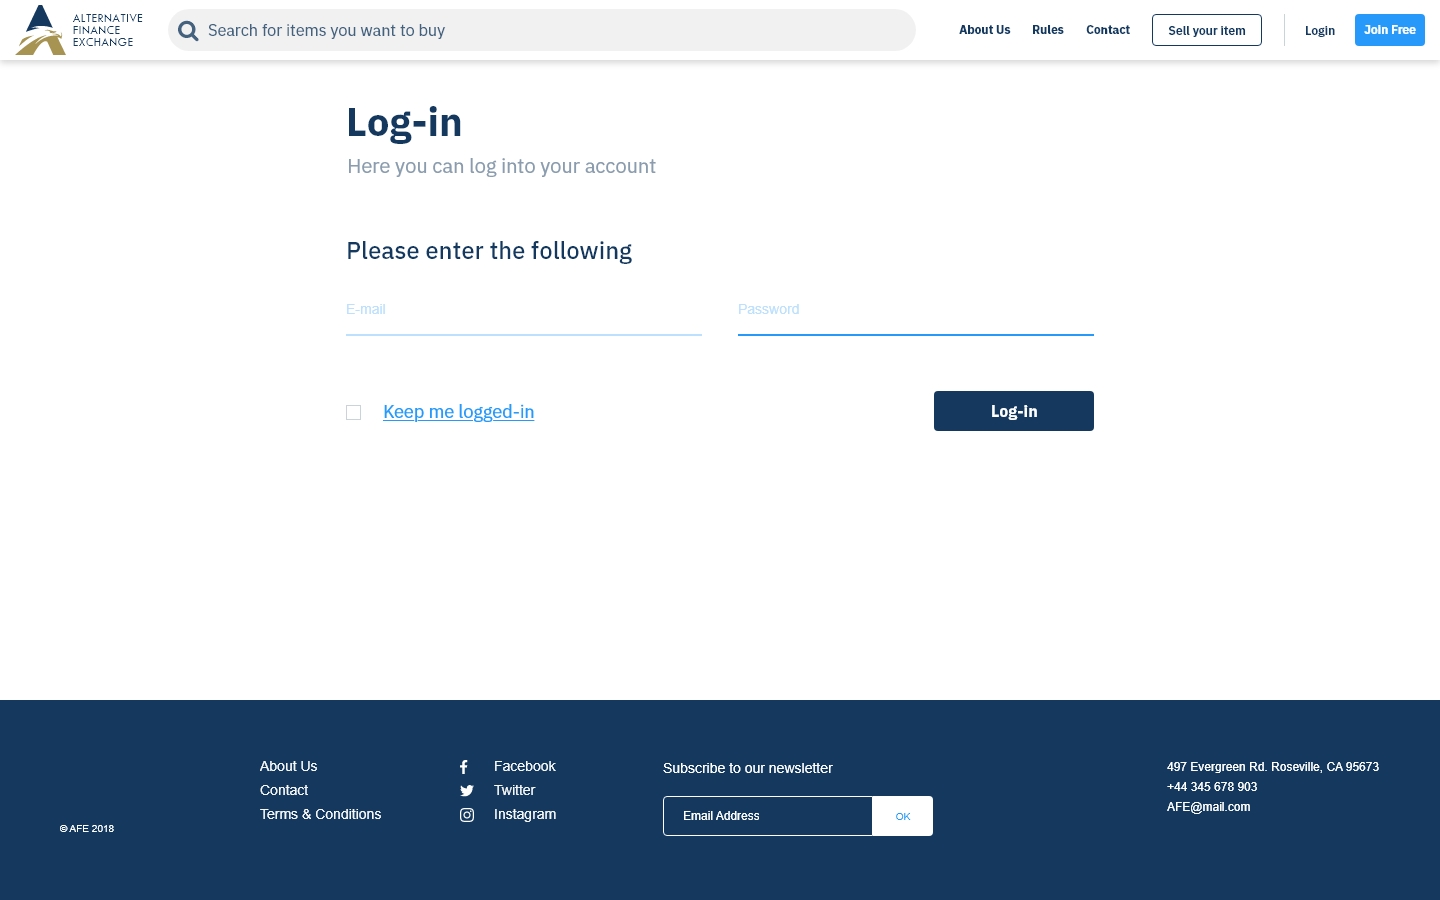 ALTERNATIVE
FINANCE
EXCHANGE
Search for items you want to buy
About Us
Rules
Contact
Sell your item
Login
Join Free
Log-in
Here you can log into your account
Please enter the following
E-mail
Password
Keep me logged-in
Log-in
© AFE 2018
About Us
Contact
Terms & Conditions
Facebook
Twitter
Instagram
Subscribe to our newsletter
Email Address
OK
497 Evergreen Rd. Roseville, CA 95673
+44 345 678 903
AFE@mail.com